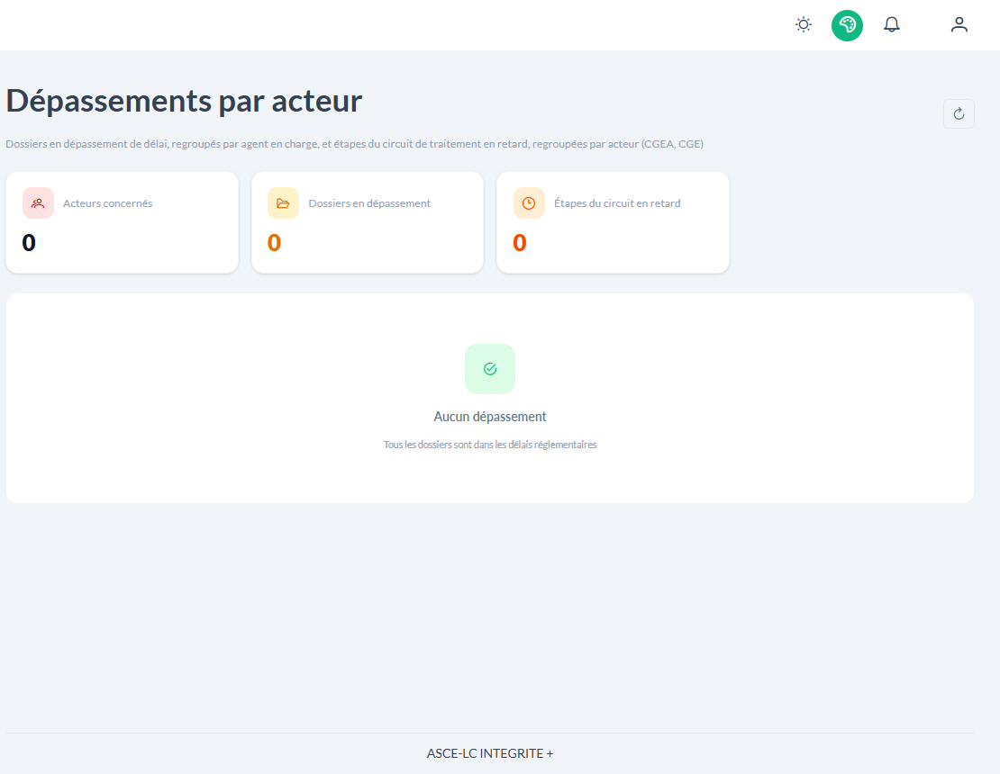 Dépassements par acteur
Dossiers en dépassement de délai, regroupés par agent en charge, et étapes du circuit de traitement en retard, regroupées par acteur (CGEA, CGE)
Acteurs concernés
0
Dossiers en dépassement
0
Étapes du circuit en retard
0
Aucun dépassement
Tous les dossiers sont dans les délais réglementaires
ASCE-LC INTEGRITE +